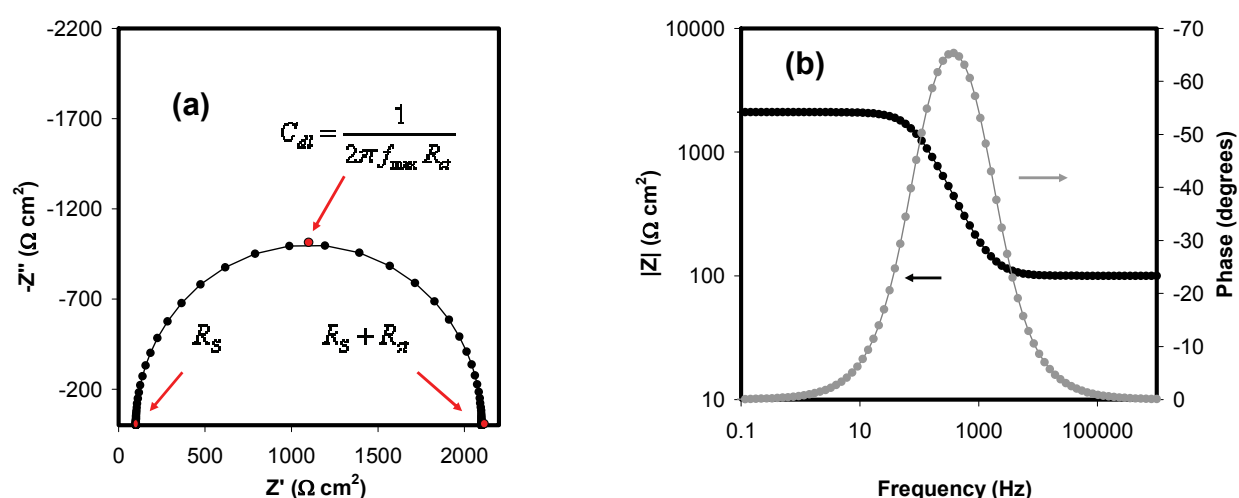 (a)
C_dl = 1 / (2π f_max R_ct)
R_S
R_S + R_ct
-2200
-1700
-1200
-700
-200
0 500 1000 1500 2000
-Z'' (Ω cm²)
Z' (Ω cm²)
(b)
10000
1000
100
10
|Z| (Ω cm²)
-70
-60
-50
-40
-30
-20
-10
0
Phase (degrees)
0.1 10 1000 100000
Frequency (Hz)